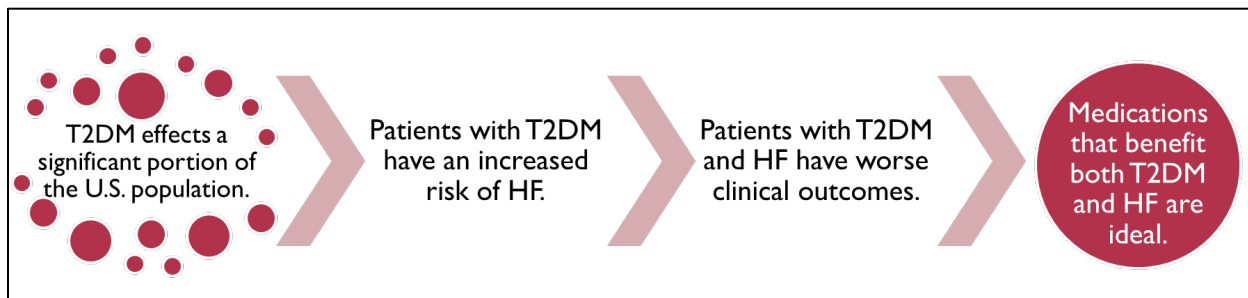 T2DM effects a
significant portion of
the U.S. population.
Patients with T2DM
have an increased
risk of HF.
Patients with T2DM
and HF have worse
clinical outcomes.
Medications
that benefit
both T2DM
and HF are
ideal.